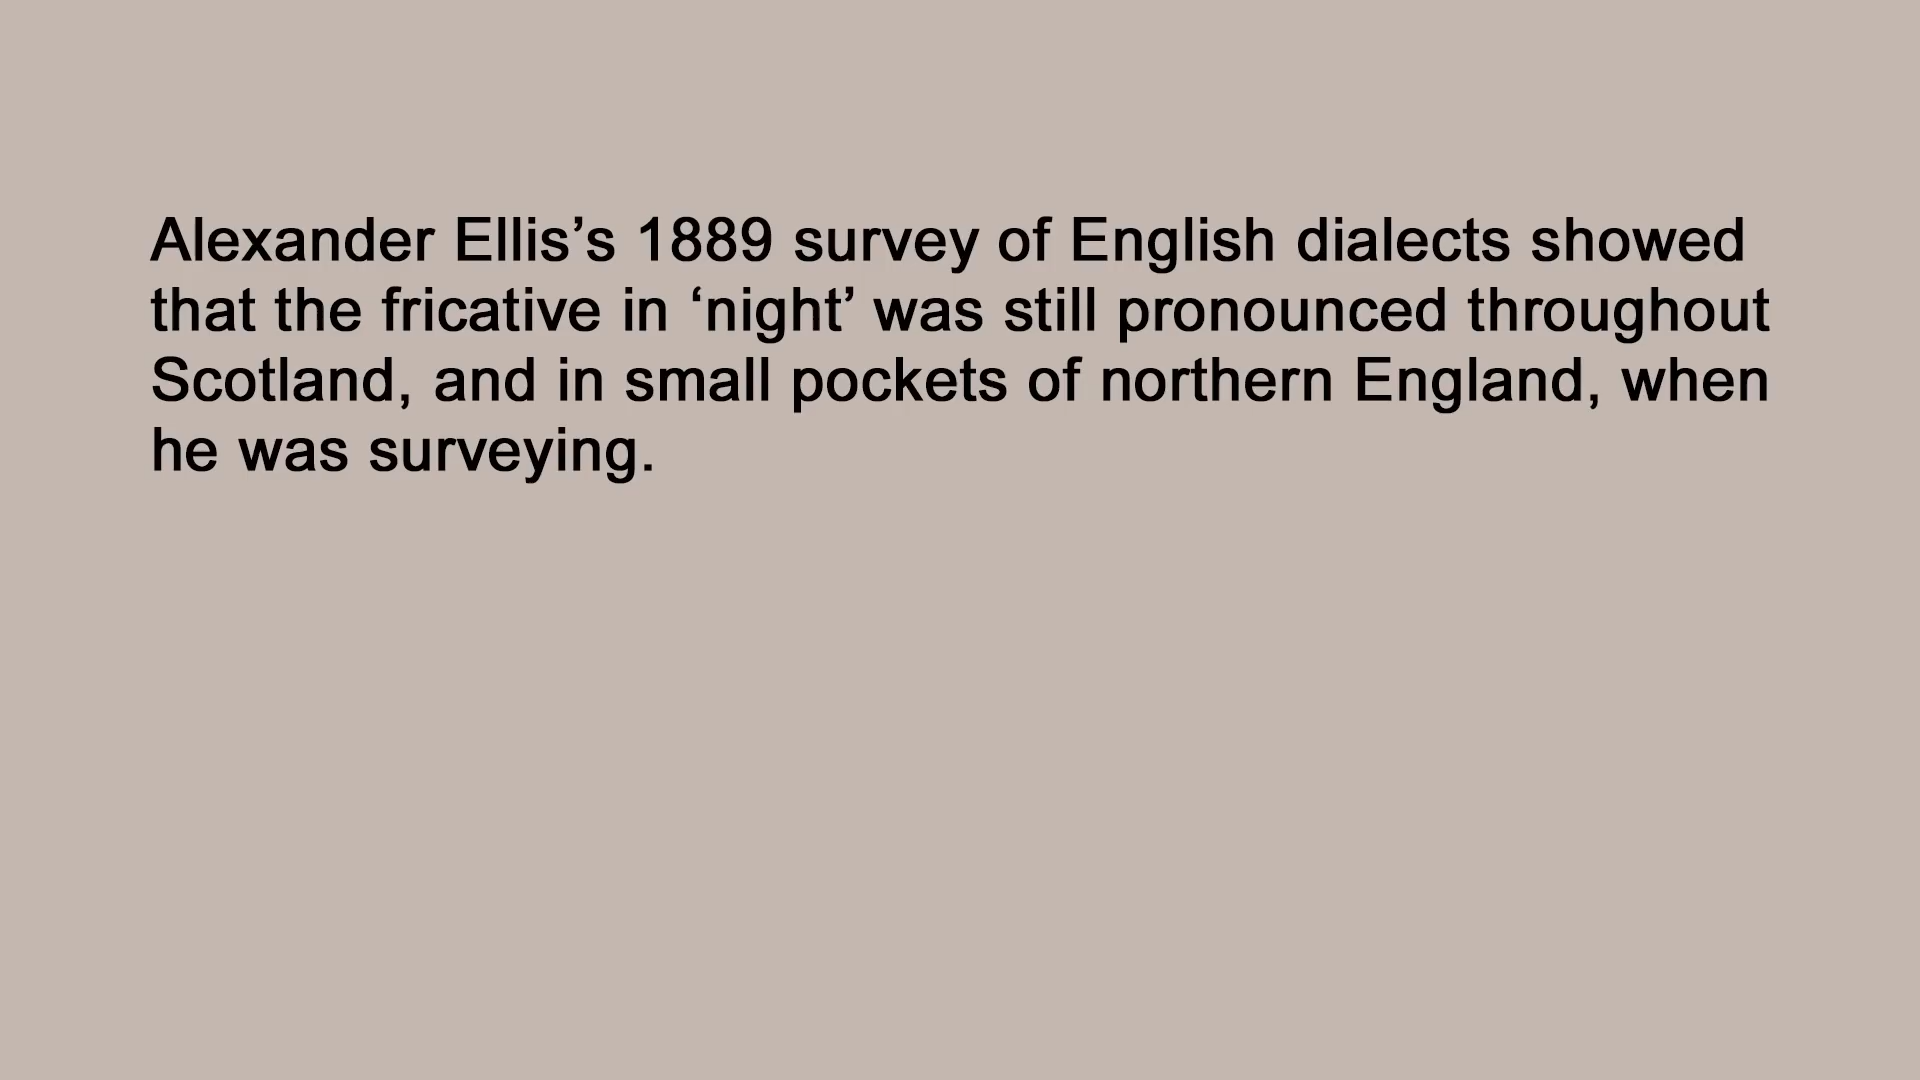 Alexander Ellis’s 1889 survey of English dialects showed
that the fricative in ‘night’ was still pronounced throughout
Scotland, and in small pockets of northern England, when
he was surveying.